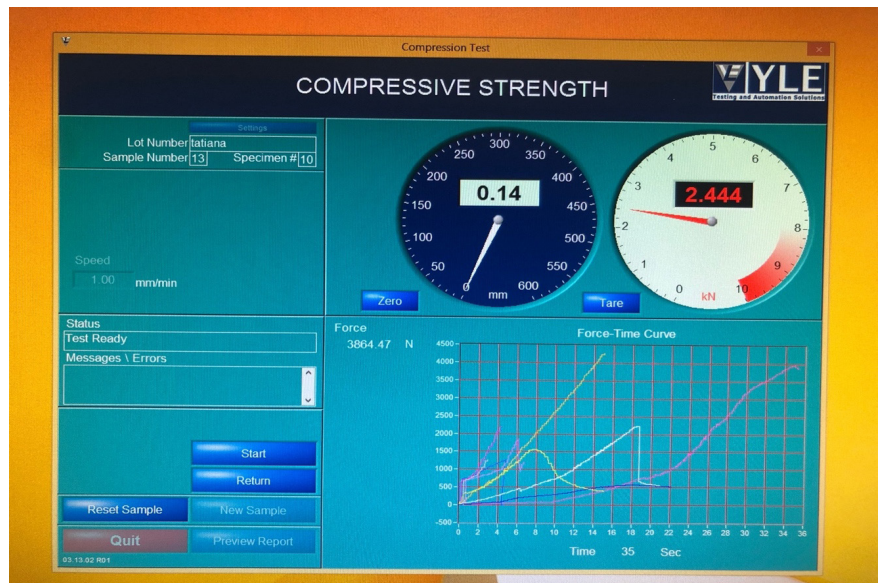 Compression Test
COMPRESSIVE STRENGTH
YLE
Testing and Automation Solutions
Settings
Lot Number tatiana
Sample Number 13 Specimen # 10
Speed
1.00 mm/min
0 50 100 150 200 250 300 350 400 450 500 550 600
0.14
mm
Zero
0 1 2 3 4 5 6 7 8 9 10
2.444
kN
Tare
Status
Test Ready
Messages \ Errors
Start
Return
Reset Sample New Sample
Quit Preview Report
03.13.02 R01
Force
3864.47 N
Force-Time Curve
4500
4000
3500
3000
2500
2000
1500
1000
500
0
-500
0 2 4 6 8 10 12 14 16 18 20 22 24 26 28 30 32 34 36
Time 35 Sec